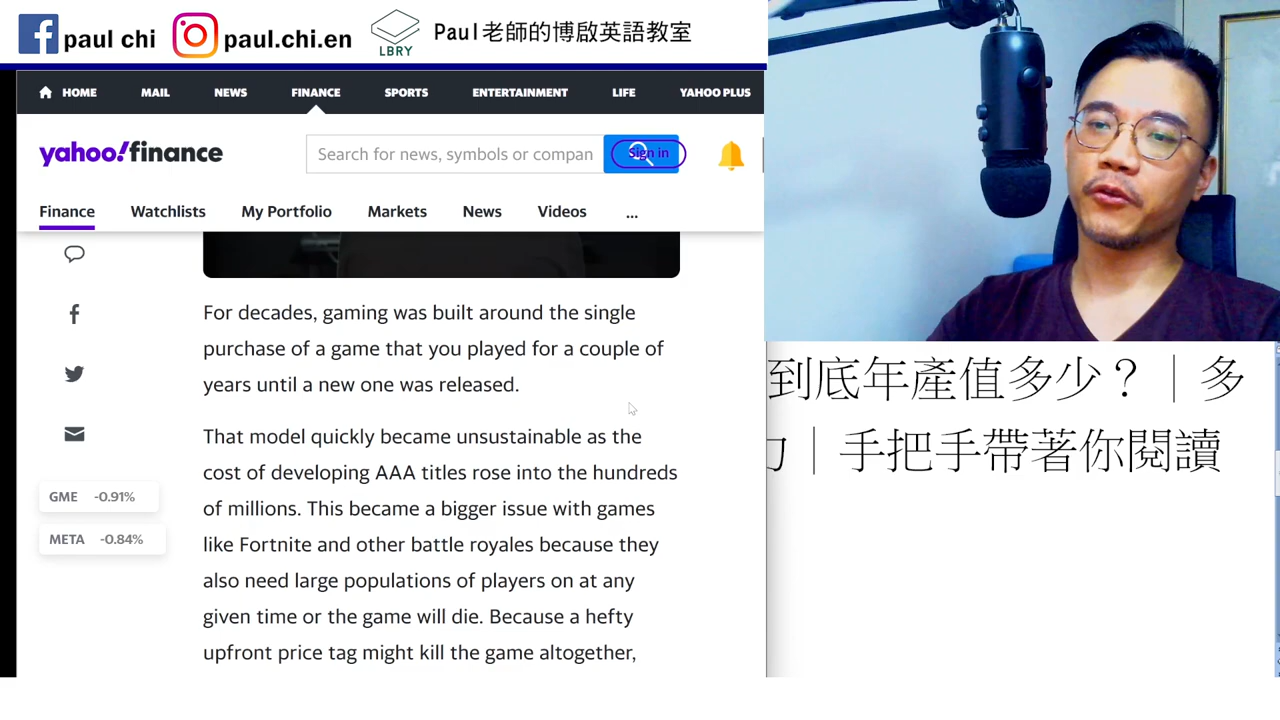 paul chi
paul.chi.en
LBRY
Paul老師的博啟英語教室
HOME MAIL NEWS FINANCE SPORTS ENTERTAINMENT LIFE YAHOO PLUS
yahoo!finance
Search for news, symbols or compan
Sign in
Finance Watchlists My Portfolio Markets News Videos ...
For decades, gaming was built around the single
purchase of a game that you played for a couple of
years until a new one was released.
GME -0.91%
META -0.84%
That model quickly became unsustainable as the
cost of developing AAA titles rose into the hundreds
of millions. This became a bigger issue with games
like Fortnite and other battle royales because they
also need large populations of players on at any
given time or the game will die. Because a hefty
upfront price tag might kill the game altogether,
到底年產值多少？｜多
｜手把手帶著你閱讀